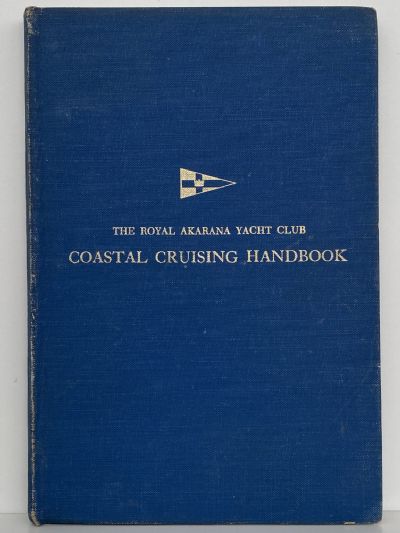 THE ROYAL AKARANA YACHT CLUB
COASTAL CRUISING HANDBOOK